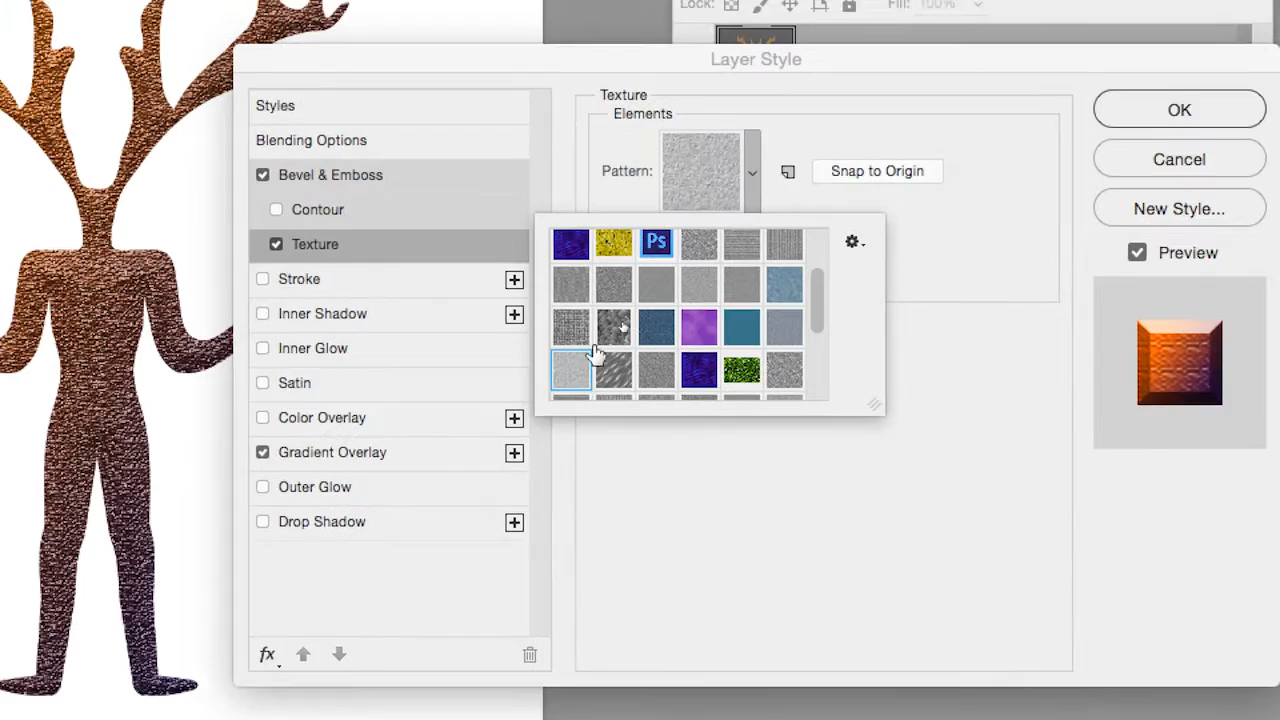 Lock:
Fill: 100%
Layer Style
Styles
Blending Options
Bevel & Emboss
Contour
Texture
Stroke
Inner Shadow
Inner Glow
Satin
Color Overlay
Gradient Overlay
Outer Glow
Drop Shadow
fx
Texture
Elements
Pattern:
Snap to Origin
Ps
OK
Cancel
New Style...
Preview